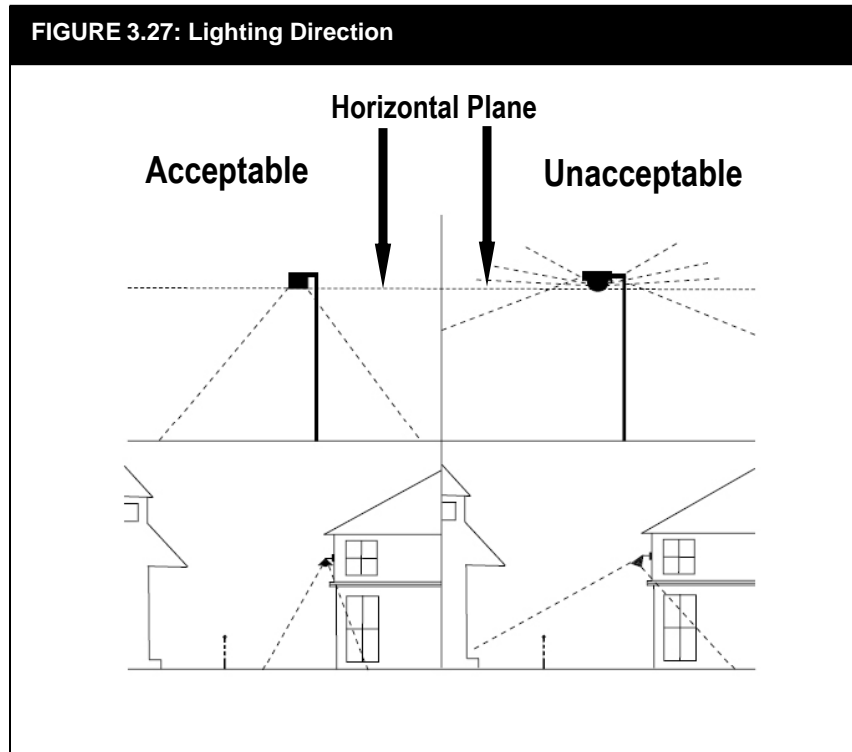 FIGURE 3.27: Lighting Direction
Horizontal Plane
Acceptable
Unacceptable